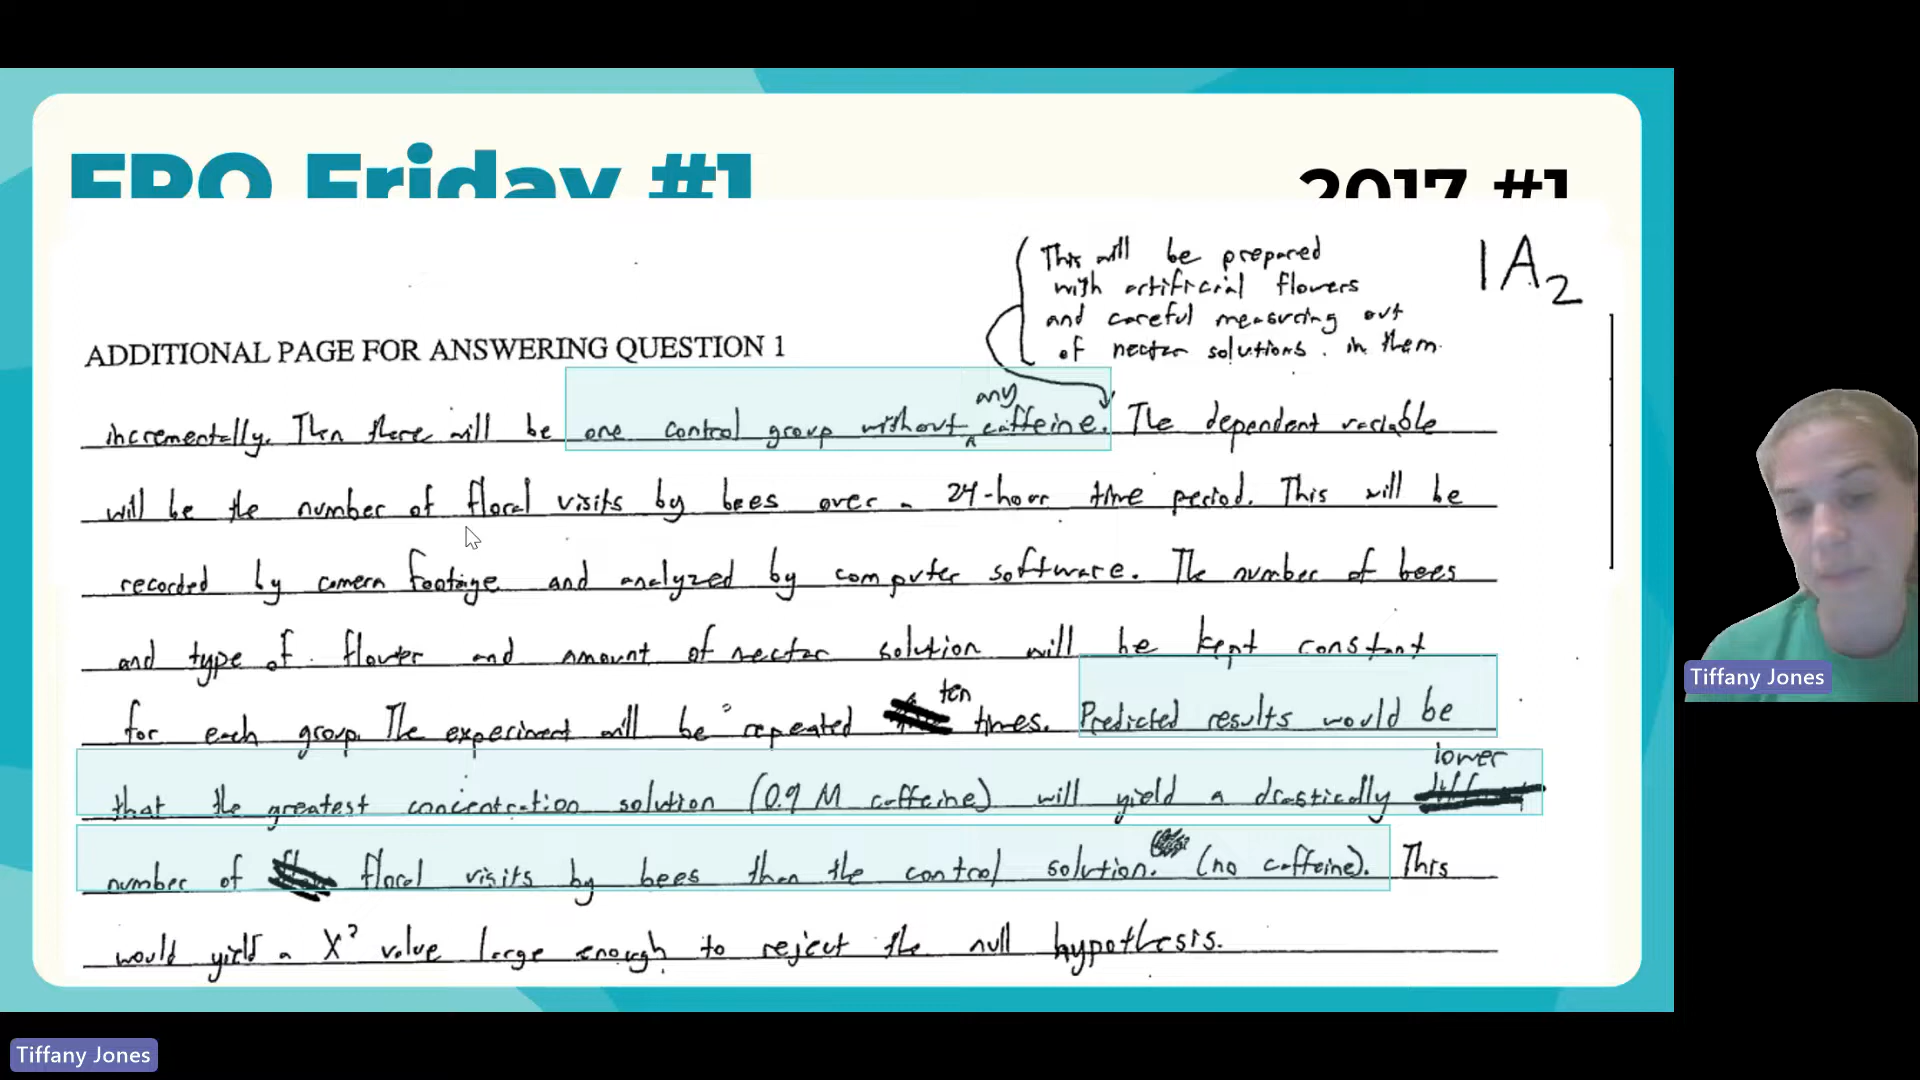 FRQ Friday #1
2017 #1
This will be prepared
with artificial flowers
and careful measuring out
of nectar solutions. in them.
1A2
ADDITIONAL PAGE FOR ANSWERING QUESTION 1
incrementally. Then there will be one control group without any caffeine. The dependent variable
will be the number of floral visits by bees over a 24-hour time period. This will be
recorded by camera footage and analyzed by computer software. The number of bees
and type of flower and amount of nectar solution will be kept constant
for each group. The experiment will be repeated ten times. Predicted results would be
that the greatest concentration solution (0.9 M caffeine) will yield a drastically lower
number of floral visits by bees than the control solution. (no caffeine). This
would yield a X² value large enough to reject the null hypothesis.
Tiffany Jones
Tiffany Jones